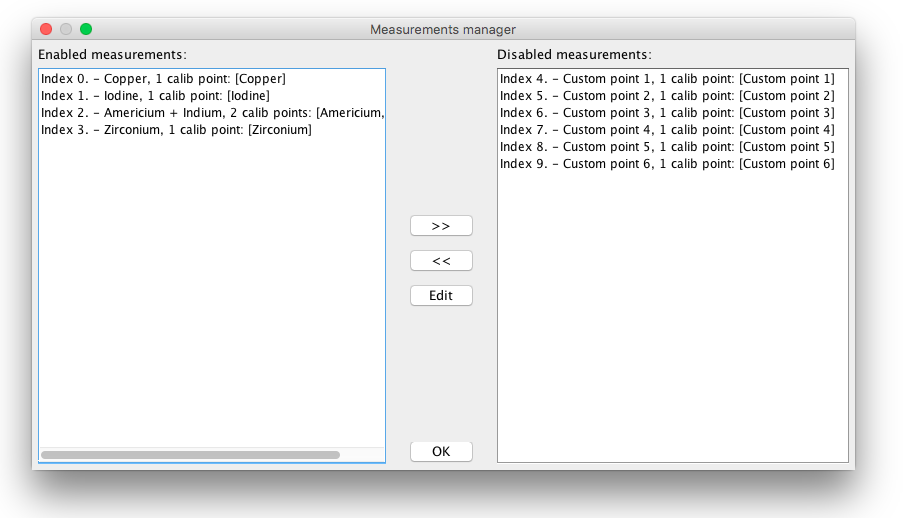 Measurements manager
Enabled measurements:
Index 0. – Copper, 1 calib point: [Copper]
Index 1. – Iodine, 1 calib point: [Iodine]
Index 2. – Americium + Indium, 2 calib points: [Americium,
Index 3. – Zirconium, 1 calib point: [Zirconium]
>>
<<
Edit
OK
Disabled measurements:
Index 4. – Custom point 1, 1 calib point: [Custom point 1]
Index 5. – Custom point 2, 1 calib point: [Custom point 2]
Index 6. – Custom point 3, 1 calib point: [Custom point 3]
Index 7. – Custom point 4, 1 calib point: [Custom point 4]
Index 8. – Custom point 5, 1 calib point: [Custom point 5]
Index 9. – Custom point 6, 1 calib point: [Custom point 6]